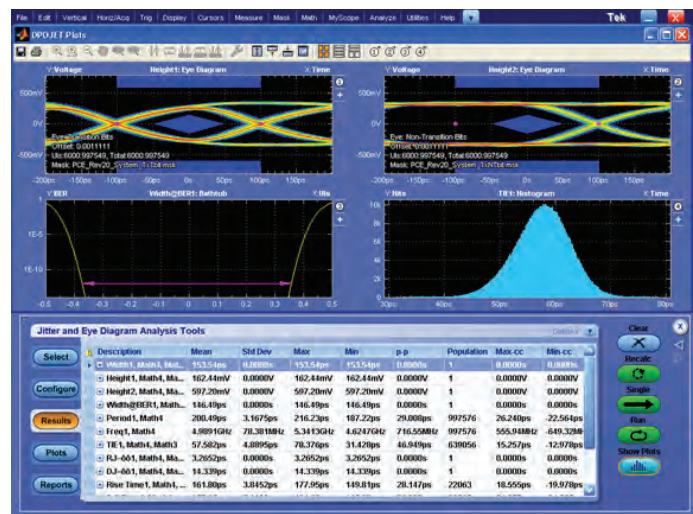 File Edit Vertical Horiz/Acq Trig Display Cursors Measure Mask Math MyScope Analyze Utilities Help Tek
DPOJET Plots
Y:Voltage Height1: Eye Diagram X:Time
500mV
0V
-500mV
Eye: Transition Bits
Offset: 0.0011111
UIs:6000:997549, Total:6000:997549
Mask: PCE_Rev20_System_TxTb4.msk
-200ps -150ps -100ps -50ps 0s 50ps 100ps 150ps
Y:Voltage Height2: Eye Diagram X:Time
500mV
0V
-500mV
Eye: Non-Transition Bits
Offset: 0.0011111
UIs:6000:997549, Total:6000:997549
Mask: PCE_Rev20_System_TxNTb4.msk
-200ps -150ps -100ps -50ps 0s 50ps 100ps 150ps
Y:BER Width@BER1: Bathtub X:UIs
1
1E-5
1E-10
-0.5 -0.4 -0.3 -0.2 -0.1 0 0.1 0.2 0.3 0.4 0.5
Y:Hits TIE1: Histogram X:Time
10k
8k
6k
4k
2k
0
30ps 40ps 50ps 60ps 70ps 80ps
Jitter and Eye Diagram Analysis Tools Options
Clear
Recalc
Single
Run
Show Plots
Select
Configure
Results
Plots
Reports
Description Mean Std Dev Max Min p-p Population Max-cc Min-cc
Width1, Math4, Mat... 153.54ps 0.0000s 153.54ps 153.54ps 0.0000s 1 0.0000s 0.0000s
Height1, Math4, Ma... 162.44mV 0.0000V 162.44mV 162.44mV 0.0000V 1 0.0000V 0.0000V
Height2, Math4, Ma... 597.20mV 0.0000V 597.20mV 597.20mV 0.0000V 1 0.0000V 0.0000V
Width@BER1, Math... 146.49ps 0.0000s 146.49ps 146.49ps 0.0000s 1 0.0000s 0.0000s
Period1, Math4 200.49ps 3.1675ps 216.23ps 187.22ps 29.008ps 997576 26.240ps -22.564ps
Freq1, Math4 4.9891GHz 78.381MHz 5.3413GHz 4.6247GHz 716.55MHz 997576 555.94MHz -649.32MH
TIE1, Math4, Math3 57.582ps 4.8895ps 78.376ps 31.428ps 46.949ps 639056 15.257ps -12.978ps
RJ-δδ1, Math4, Ma... 3.2652ps 0.0000s 3.2652ps 3.2652ps 0.0000s 1 0.0000s 0.0000s
DJ-δδ1, Math4, Ma... 14.339ps 0.0000s 14.339ps 14.339ps 0.0000s 1 0.0000s 0.0000s
Rise Time1, Math4, ... 161.80ps 3.8452ps 177.95ps 149.81ps 28.147ps 22063 18.555ps -19.978ps